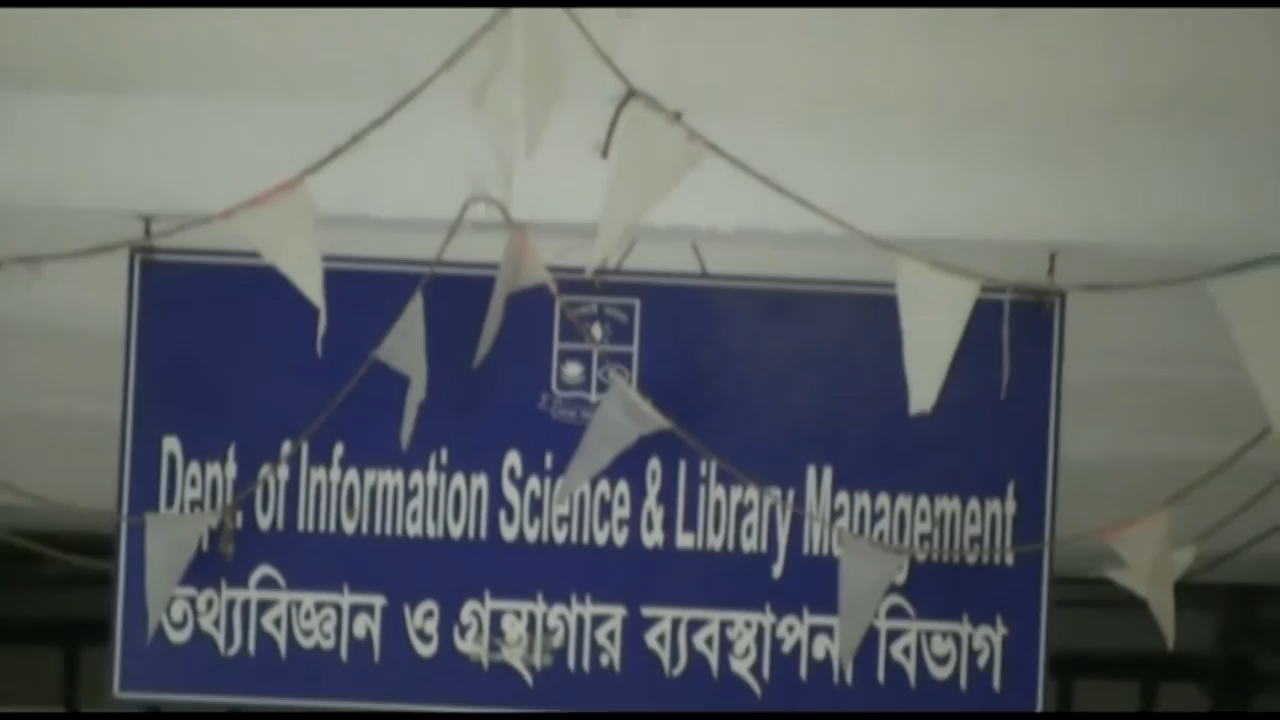 Dept. of Information Science & Library Management
তথ্যবিজ্ঞান ও গ্রন্থাগার ব্যবস্থাপনা বিভাগ